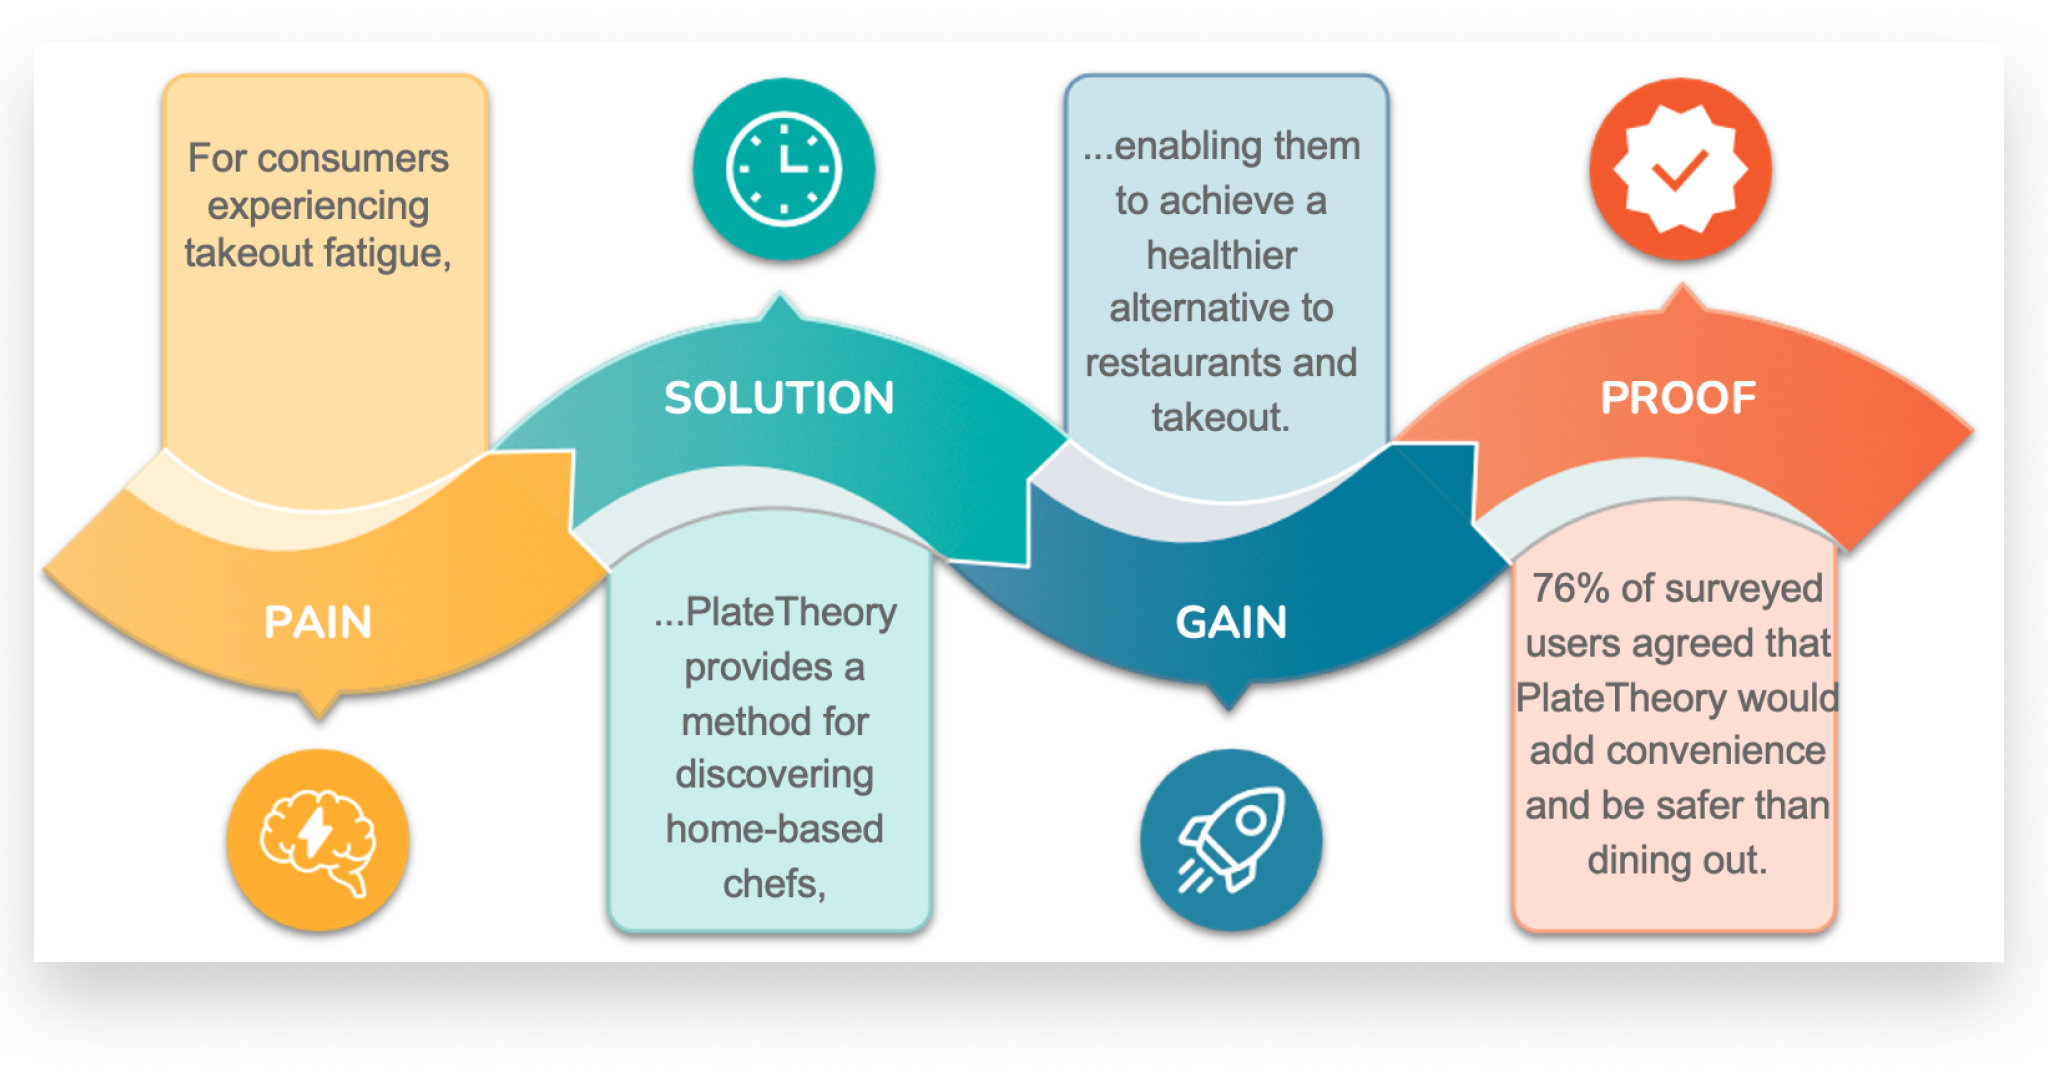 For consumers
experiencing
takeout fatigue,
PAIN
SOLUTION
...PlateTheory
provides a
method for
discovering
home-based
chefs,
...enabling them
to achieve a
healthier
alternative to
restaurants and
takeout.
GAIN
PROOF
76% of surveyed
users agreed that
PlateTheory would
add convenience
and be safer than
dining out.